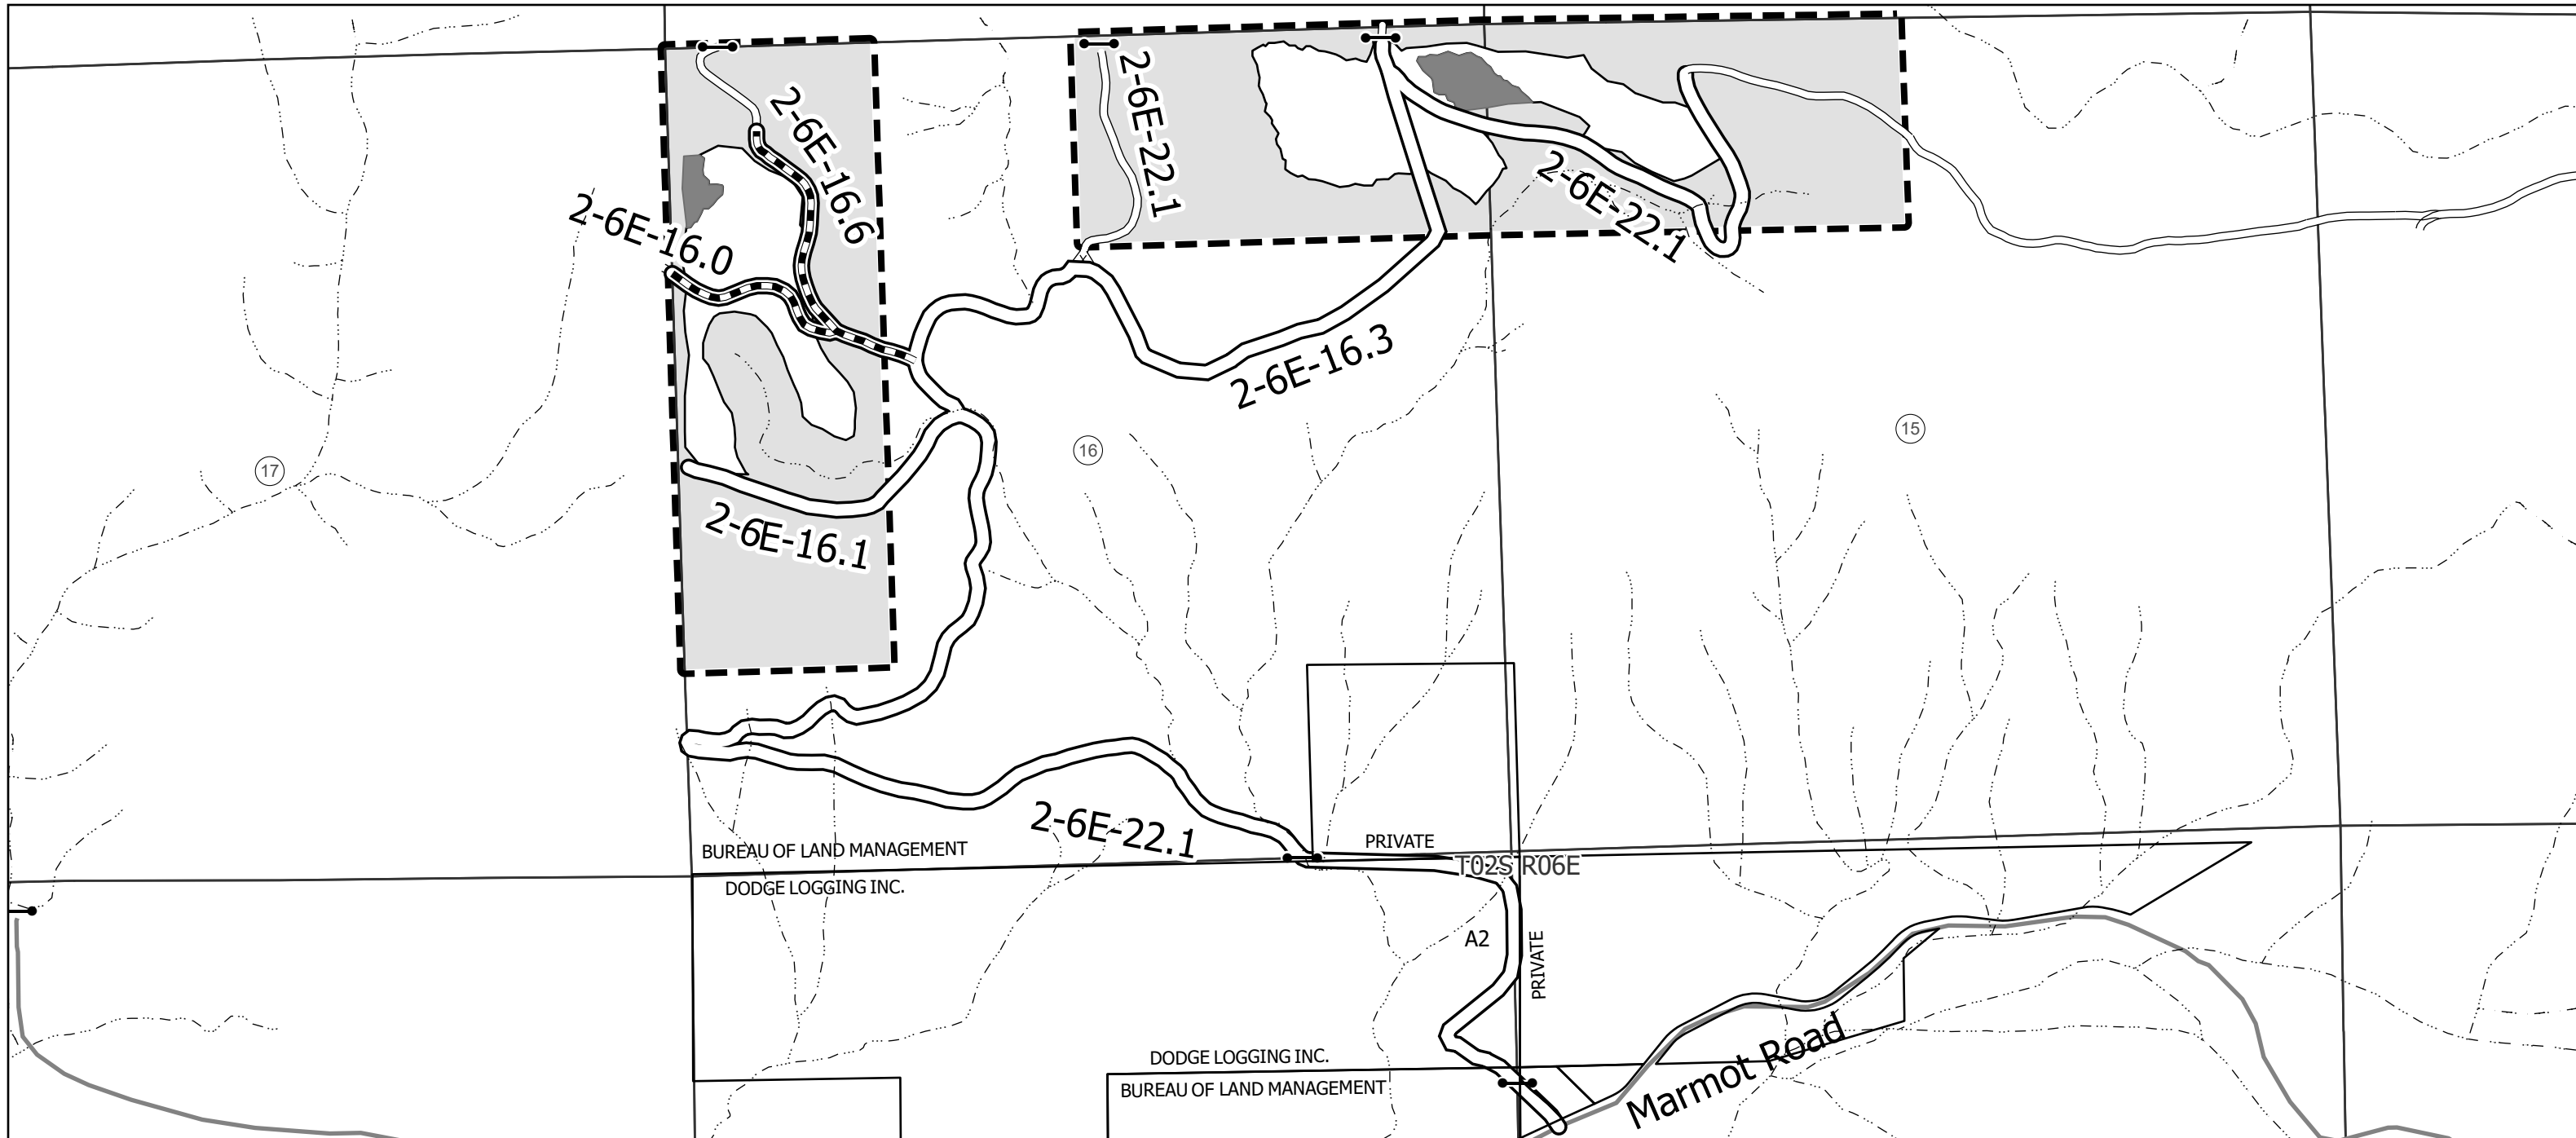 2-6E-16.6
2-6E-22.1
2-6E-22.1
2-6E-16.0
2-6E-16.3
15
16
17
2-6E-16.1
2-6E-22.1
BUREAU OF LAND MANAGEMENT
PRIVATE
T02S R06E
DODGE LOGGING INC.
A2
PRIVATE
DODGE LOGGING INC.
BUREAU OF LAND MANAGEMENT
Marmot Road